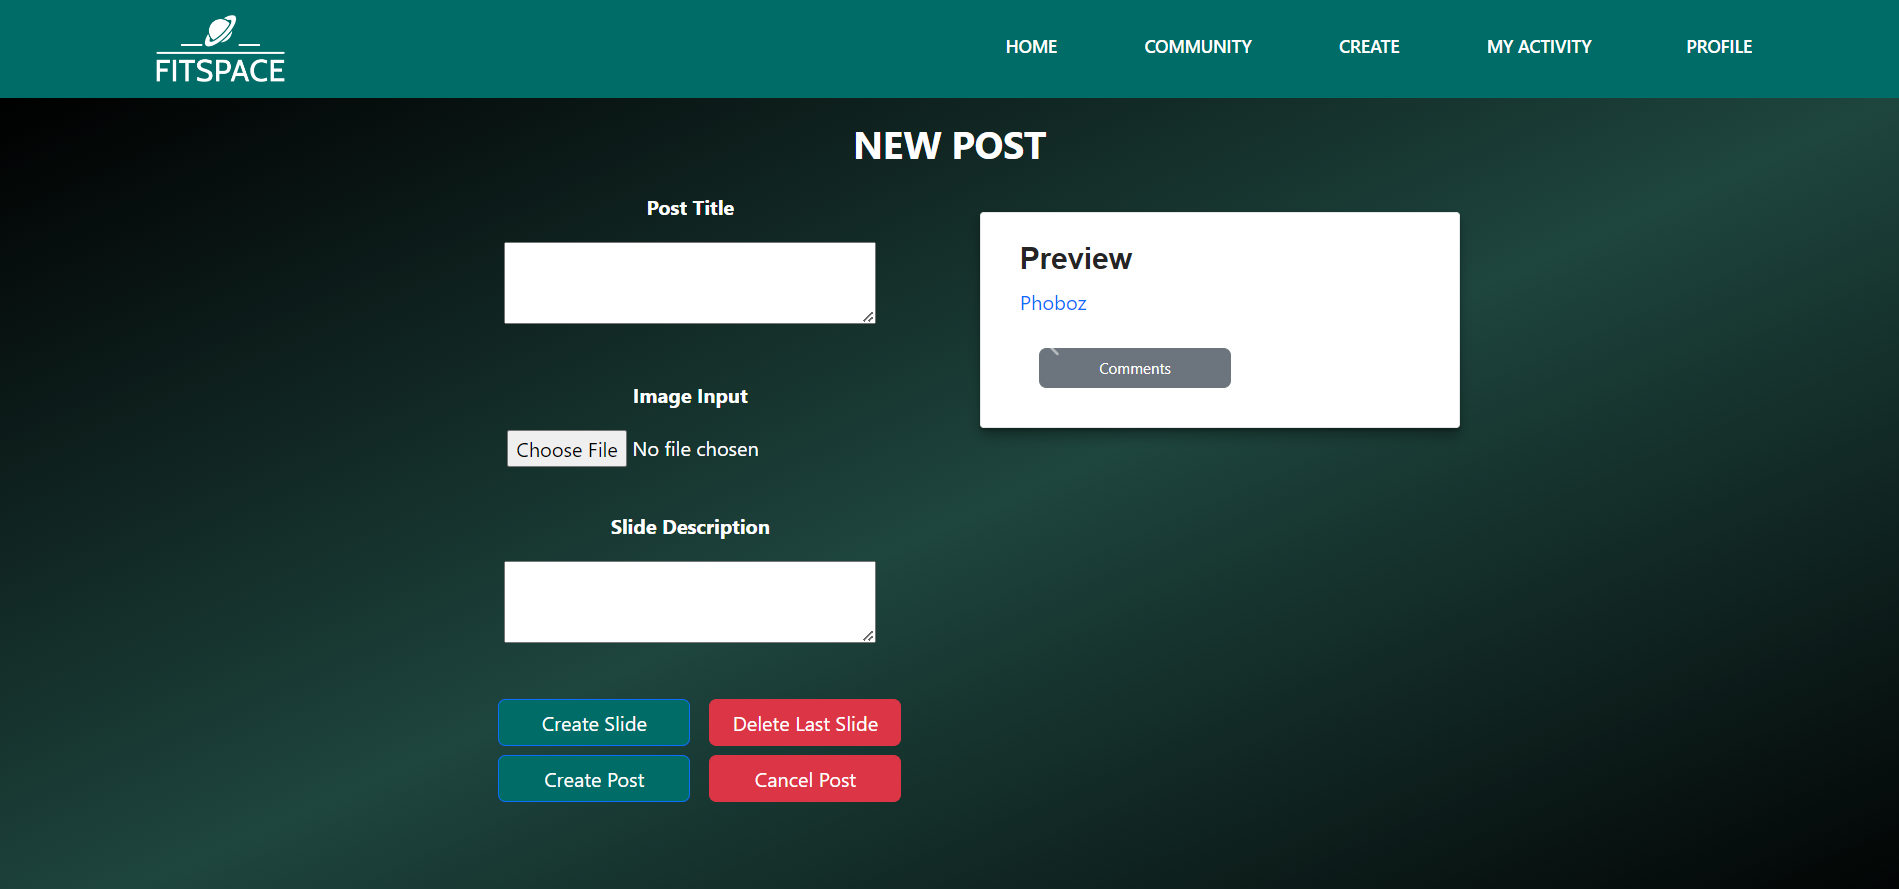 FITSPACE
HOME COMMUNITY CREATE MY ACTIVITY PROFILE
NEW POST
Post Title
Image Input
Choose File No file chosen
Slide Description
Create Slide Delete Last Slide
Create Post Cancel Post
Preview
Phoboz
Comments